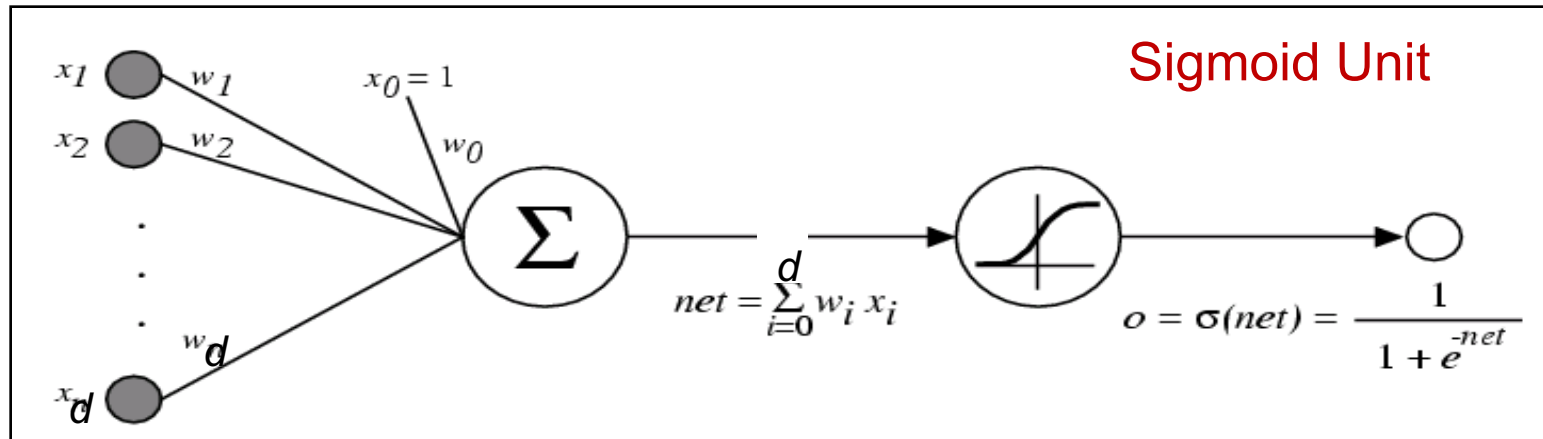 Sigmoid Unit
x1 w1 x0 = 1
x2 w2 w0
Σ
.
.
.
wd
xd
net = d Σ i=0 wi xi
o = σ(net) = 1 / 1 + e^-net